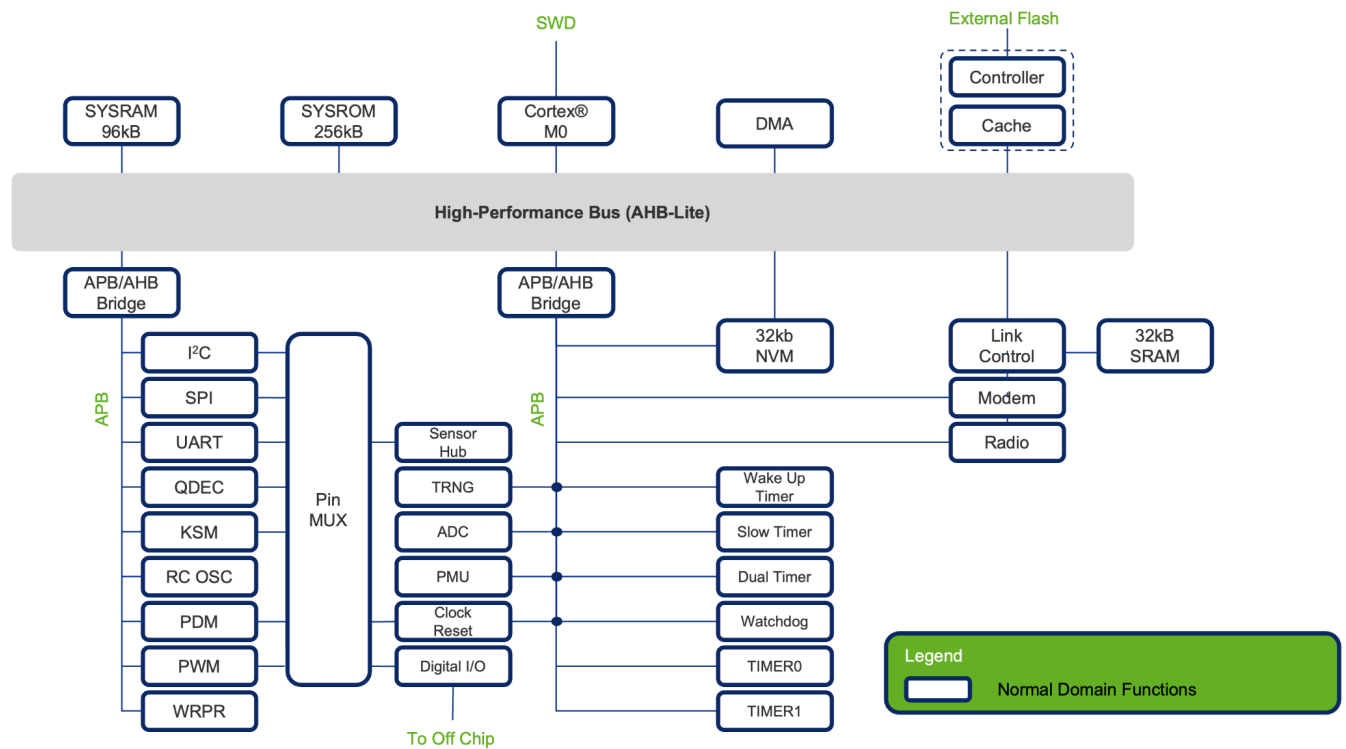 SWD
External Flash
SYSRAM
96kB
SYSROM
256kB
Cortex®
M0
DMA
Controller
Cache
High-Performance Bus (AHB-Lite)
APB/AHB
Bridge
APB/AHB
Bridge
APB
I²C
SPI
UART
QDEC
KSM
RC OSC
PDM
PWM
WRPR
Pin
MUX
Sensor
Hub
TRNG
ADC
PMU
Clock
Reset
Digital I/O
To Off Chip
APB
32kb
NVM
Wake Up
Timer
Slow Timer
Dual Timer
Watchdog
TIMER0
TIMER1
Link
Control
32kB
SRAM
Modem
Radio
Legend
Normal Domain Functions